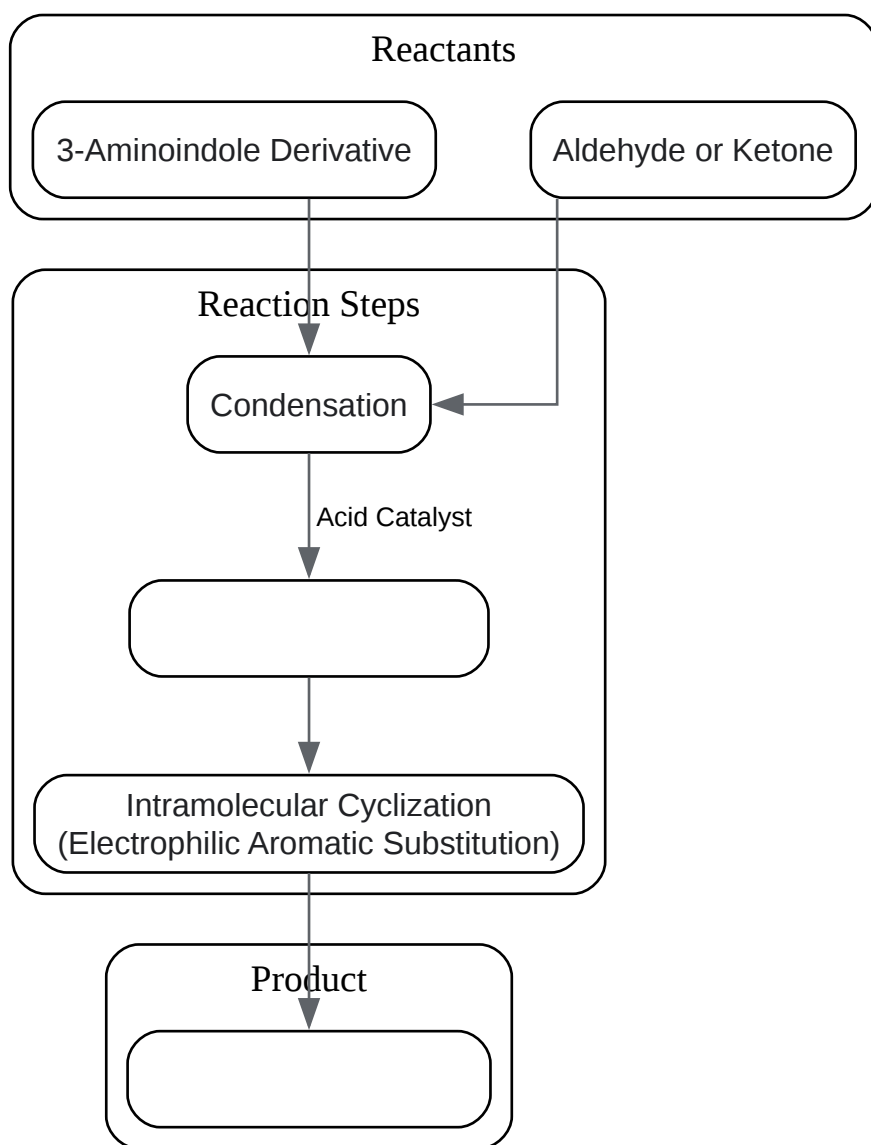 Reactants
3-Aminoindole Derivative
Aldehyde or Ketone
Reaction Steps
Condensation
Acid Catalyst
Intramolecular Cyclization
(Electrophilic Aromatic Substitution)
Product